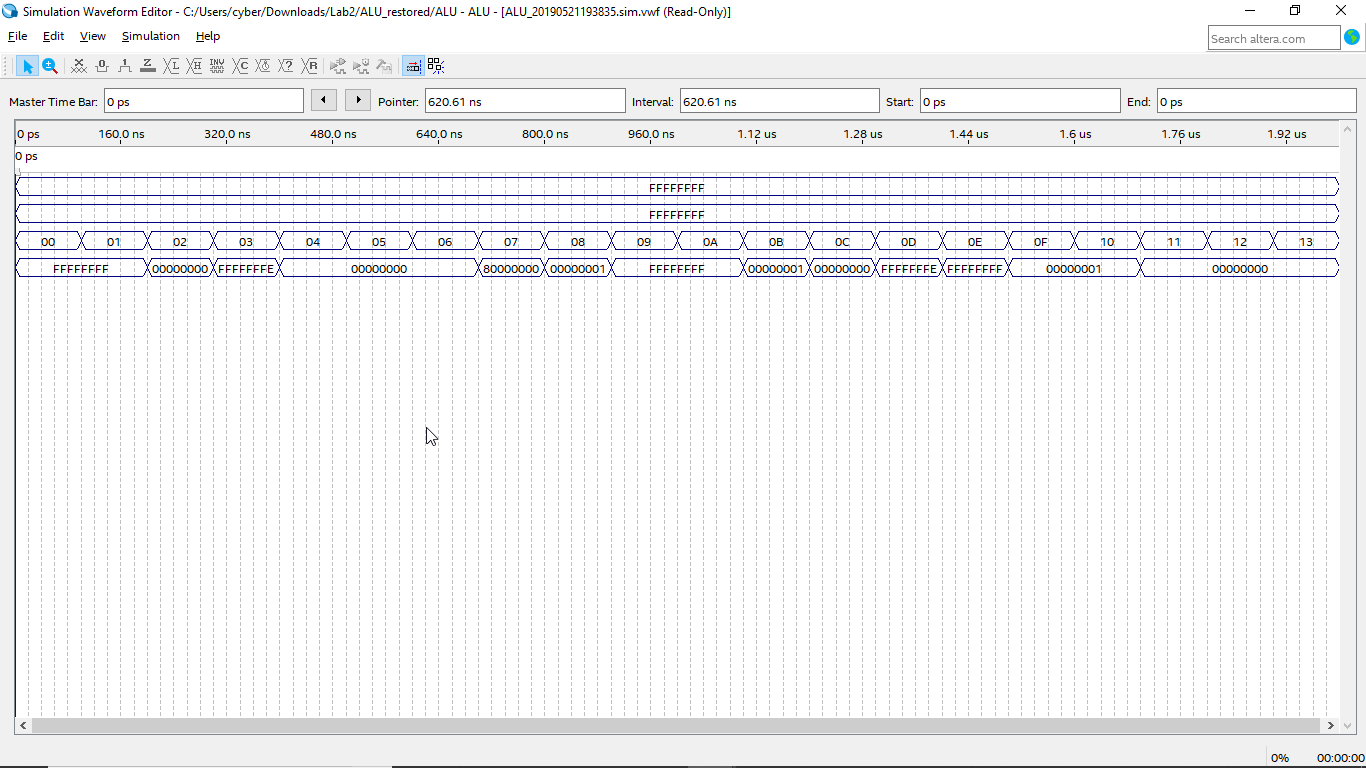 Simulation Waveform Editor - C:/Users/cyber/Downloads/Lab2/ALU_restored/ALU - ALU - [ALU_20190521193835.sim.vwf (Read-Only)]
File Edit View Simulation Help
Search altera.com
Master Time Bar: 0 ps Pointer: 620.61 ns Interval: 620.61 ns Start: 0 ps End: 0 ps
0 ps 160.0 ns 320.0 ns 480.0 ns 640.0 ns 800.0 ns 960.0 ns 1.12 us 1.28 us 1.44 us 1.6 us 1.76 us 1.92 us
0 ps
FFFFFFFF
FFFFFFFF
00 01 02 03 04 05 06 07 08 09 0A 0B 0C 0D 0E 0F 10 11 12 13
FFFFFFFF 00000000 FFFFFFFE 00000000 80000000 00000001 FFFFFFFF 00000001 00000000 FFFFFFFE FFFFFFFF 00000001 00000000
0% 00:00:00